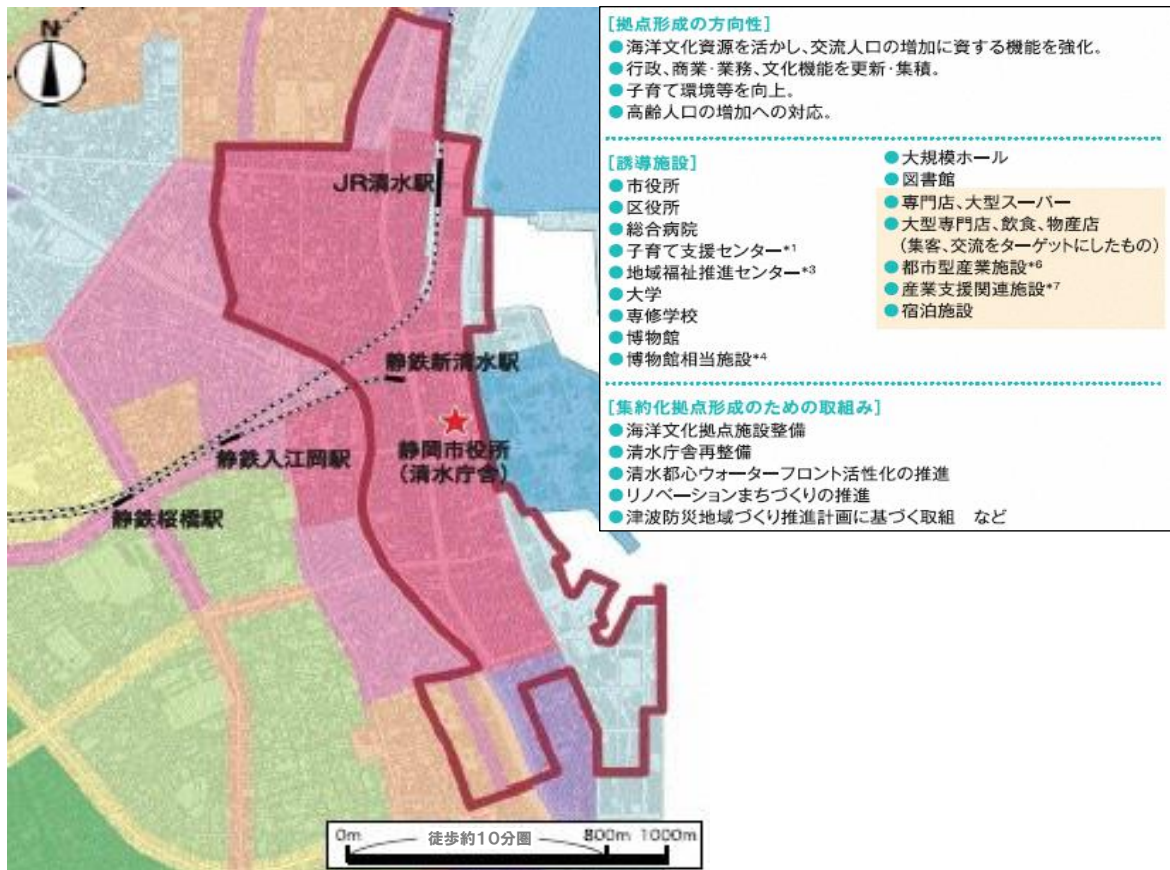 N
JR清水駅
静鉄新清水駅
静岡市役所
(清水庁舎)
静鉄入江岡駅
静鉄桜橋駅
0m
徒歩約10分圏
800m
1000m
[拠点形成の方向性]
●海洋文化資源を活かし、交流人口の増加に資する機能を強化。
●行政、商業・業務、文化機能を更新・集積。
●子育て環境等を向上。
●高齢人口の増加への対応。
[誘導施設]
●市役所
●区役所
●総合病院
●子育て支援センター*1
●地域福祉推進センター*3
●大学
●専修学校
●博物館
●博物館相当施設*4
●大規模ホール
●図書館
●専門店、大型スーパー
●大型専門店、飲食、物産店
(集客、交流をターゲットにしたもの)
●都市型産業施設*6
●産業支援関連施設*7
●宿泊施設
[集約化拠点形成のための取組み]
●海洋文化拠点施設整備
●清水庁舎再整備
●清水都心ウォーターフロント活性化の推進
●リノベーションまちづくりの推進
●津波防災地域づくり推進計画に基づく取組 など